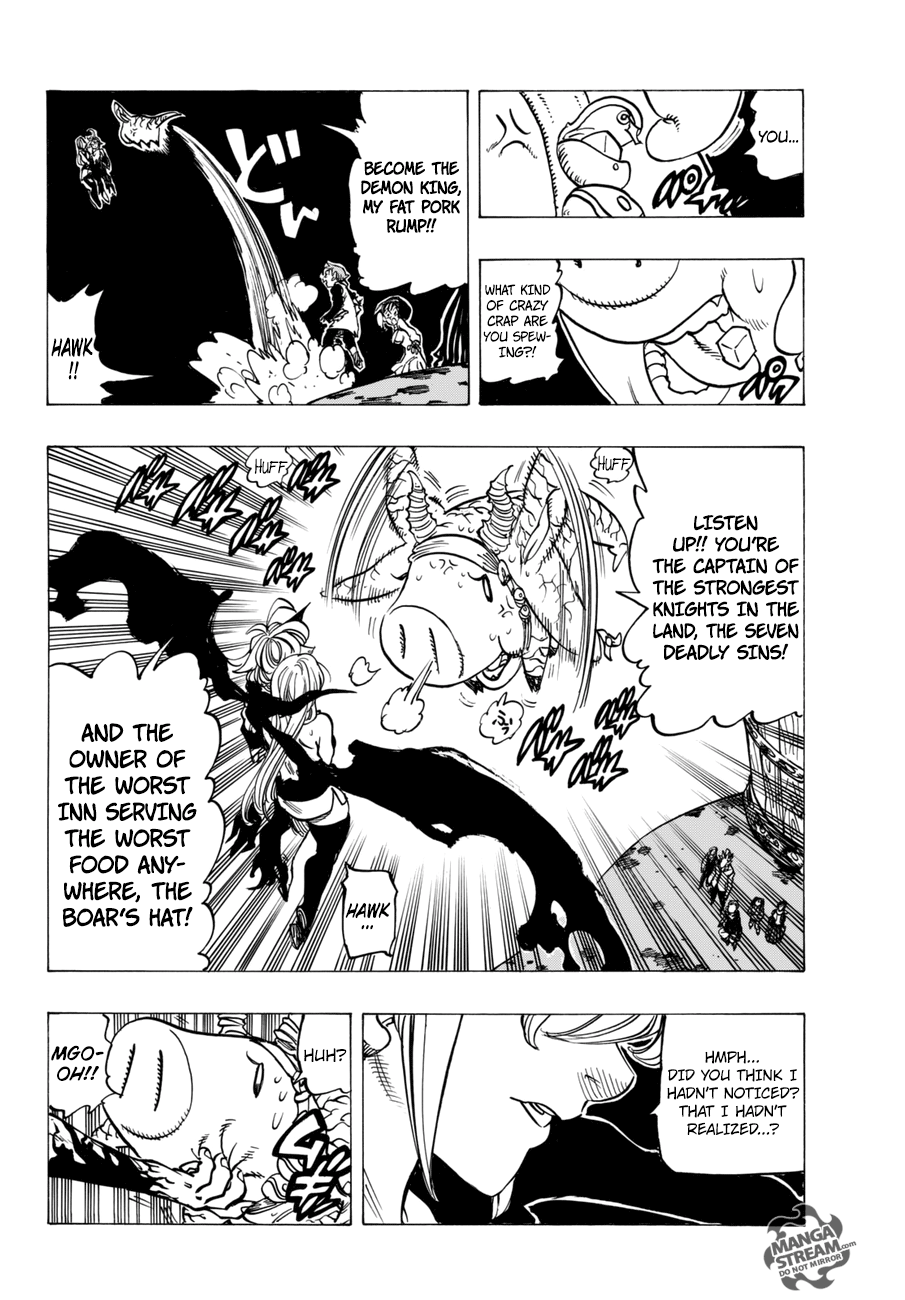 YOU...
WHAT KIND
OF CRAZY
CRAP ARE
YOU SPEW-
ING?!
BECOME THE
DEMON KING,
MY FAT PORK
RUMP!!
HAWK
!!
HUFF
HUFF
LISTEN
UP!! YOU'RE
THE CAPTAIN OF
THE STRONGEST
KNIGHTS IN THE
LAND, THE SEVEN
DEADLY SINS!
AND THE
OWNER OF
THE WORST
INN SERVING
THE WORST
FOOD ANY-
WHERE, THE
BOAR'S HAT!
HAWK
...
HMPH...
DID YOU THINK I
HADN'T NOTICED?
THAT I HADN'T
REALIZED...?
HUH?
MGO-
OH!!
MANGA
STREAM.com
DO NOT MIRROR